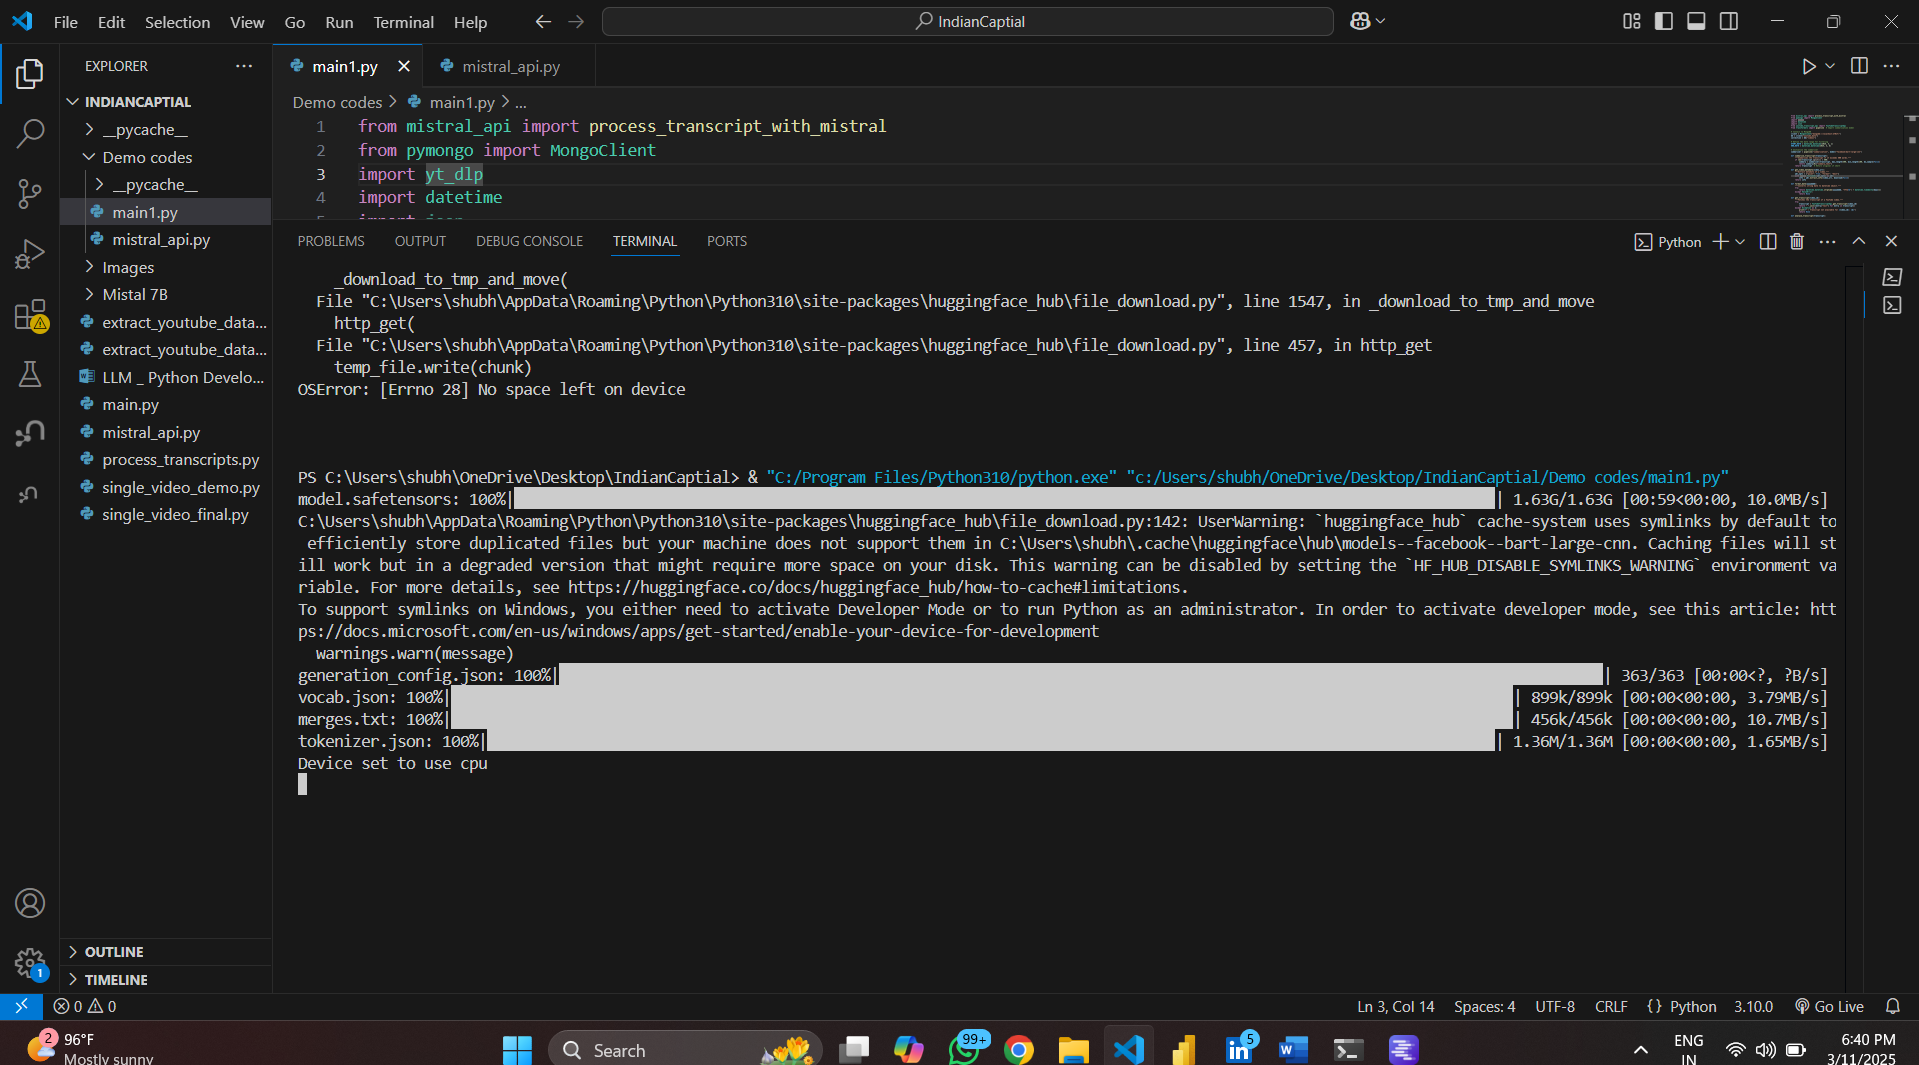 File Edit Selection View Go Run Terminal Help
IndianCaptial
EXPLORER
INDIANCAPTIAL
__pycache__
Demo codes
__pycache__
main1.py
mistral_api.py
Images
Mistal 7B
extract_youtube_data...
extract_youtube_data...
LLM _ Python Develo...
main.py
mistral_api.py
process_transcripts.py
single_video_demo.py
single_video_final.py
OUTLINE
TIMELINE
main1.py
mistral_api.py
Demo codes > main1.py > ...
1 from mistral_api import process_transcript_with_mistral
2 from pymongo import MongoClient
3 import yt_dlp
4 import datetime
PROBLEMS OUTPUT DEBUG CONSOLE TERMINAL PORTS
Python
_download_to_tmp_and_move(
File "C:\Users\shubh\AppData\Roaming\Python\Python310\site-packages\huggingface_hub\file_download.py", line 1547, in _download_to_tmp_and_move
http_get(
File "C:\Users\shubh\AppData\Roaming\Python\Python310\site-packages\huggingface_hub\file_download.py", line 457, in http_get
temp_file.write(chunk)
OSError: [Errno 28] No space left on device
PS C:\Users\shubh\OneDrive\Desktop\IndianCaptial> & "C:/Program Files/Python310/python.exe" "c:/Users/shubh/OneDrive/Desktop/IndianCaptial/Demo codes/main1.py"
model.safetensors: 100%| | 1.63G/1.63G [00:59<00:00, 10.0MB/s]
C:\Users\shubh\AppData\Roaming\Python\Python310\site-packages\huggingface_hub\file_download.py:142: UserWarning: `huggingface_hub` cache-system uses symlinks by default to
efficiently store duplicated files but your machine does not support them in C:\Users\shubh\.cache\huggingface\hub\models--facebook--bart-large-cnn. Caching files will st
ill work but in a degraded version that might require more space on your disk. This warning can be disabled by setting the `HF_HUB_DISABLE_SYMLINKS_WARNING` environment va
riable. For more details, see https://huggingface.co/docs/huggingface_hub/how-to-cache#limitations.
To support symlinks on Windows, you either need to activate Developer Mode or to run Python as an administrator. In order to activate developer mode, see this article: htt
ps://docs.microsoft.com/en-us/windows/apps/get-started/enable-your-device-for-development
warnings.warn(message)
generation_config.json: 100%| | 363/363 [00:00<?, ?B/s]
vocab.json: 100%| | 899k/899k [00:00<00:00, 3.79MB/s]
merges.txt: 100%| | 456k/456k [00:00<00:00, 10.7MB/s]
tokenizer.json: 100%| | 1.36M/1.36M [00:00<00:00, 1.65MB/s]
Device set to use cpu
1
0 0
Ln 3, Col 14 Spaces: 4 UTF-8 CRLF {} Python 3.10.0 Go Live
2
96°F
Mostly sunny
Search
99+
5
ENG
IN
6:40 PM
3/11/2025